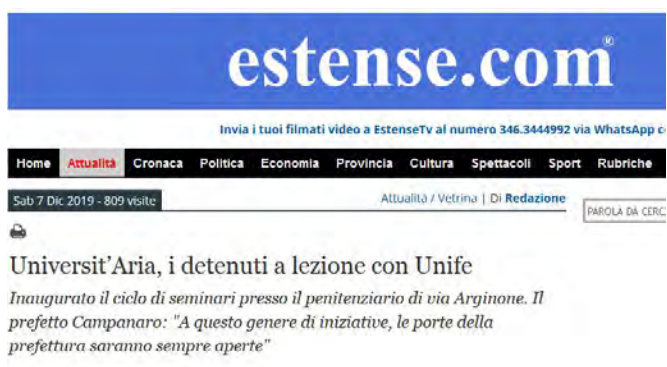 estense.com®
Invia i tuoi filmati video a EstenseTv al numero 346.3444992 via WhatsApp
Home Attualità Cronaca Politica Economia Provincia Cultura Spettacoli Sport Rubriche
Sab 7 Dic 2019 - 809 visite
Attualità / Vetrina | Di Redazione
PAROLA DA CERC
Universit'Aria, i detenuti a lezione con Unife
Inaugurato il ciclo di seminari presso il penitenziario di via Arginone. Il
prefetto Campanaro: "A questo genere di iniziative, le porte della
prefettura saranno sempre aperte"